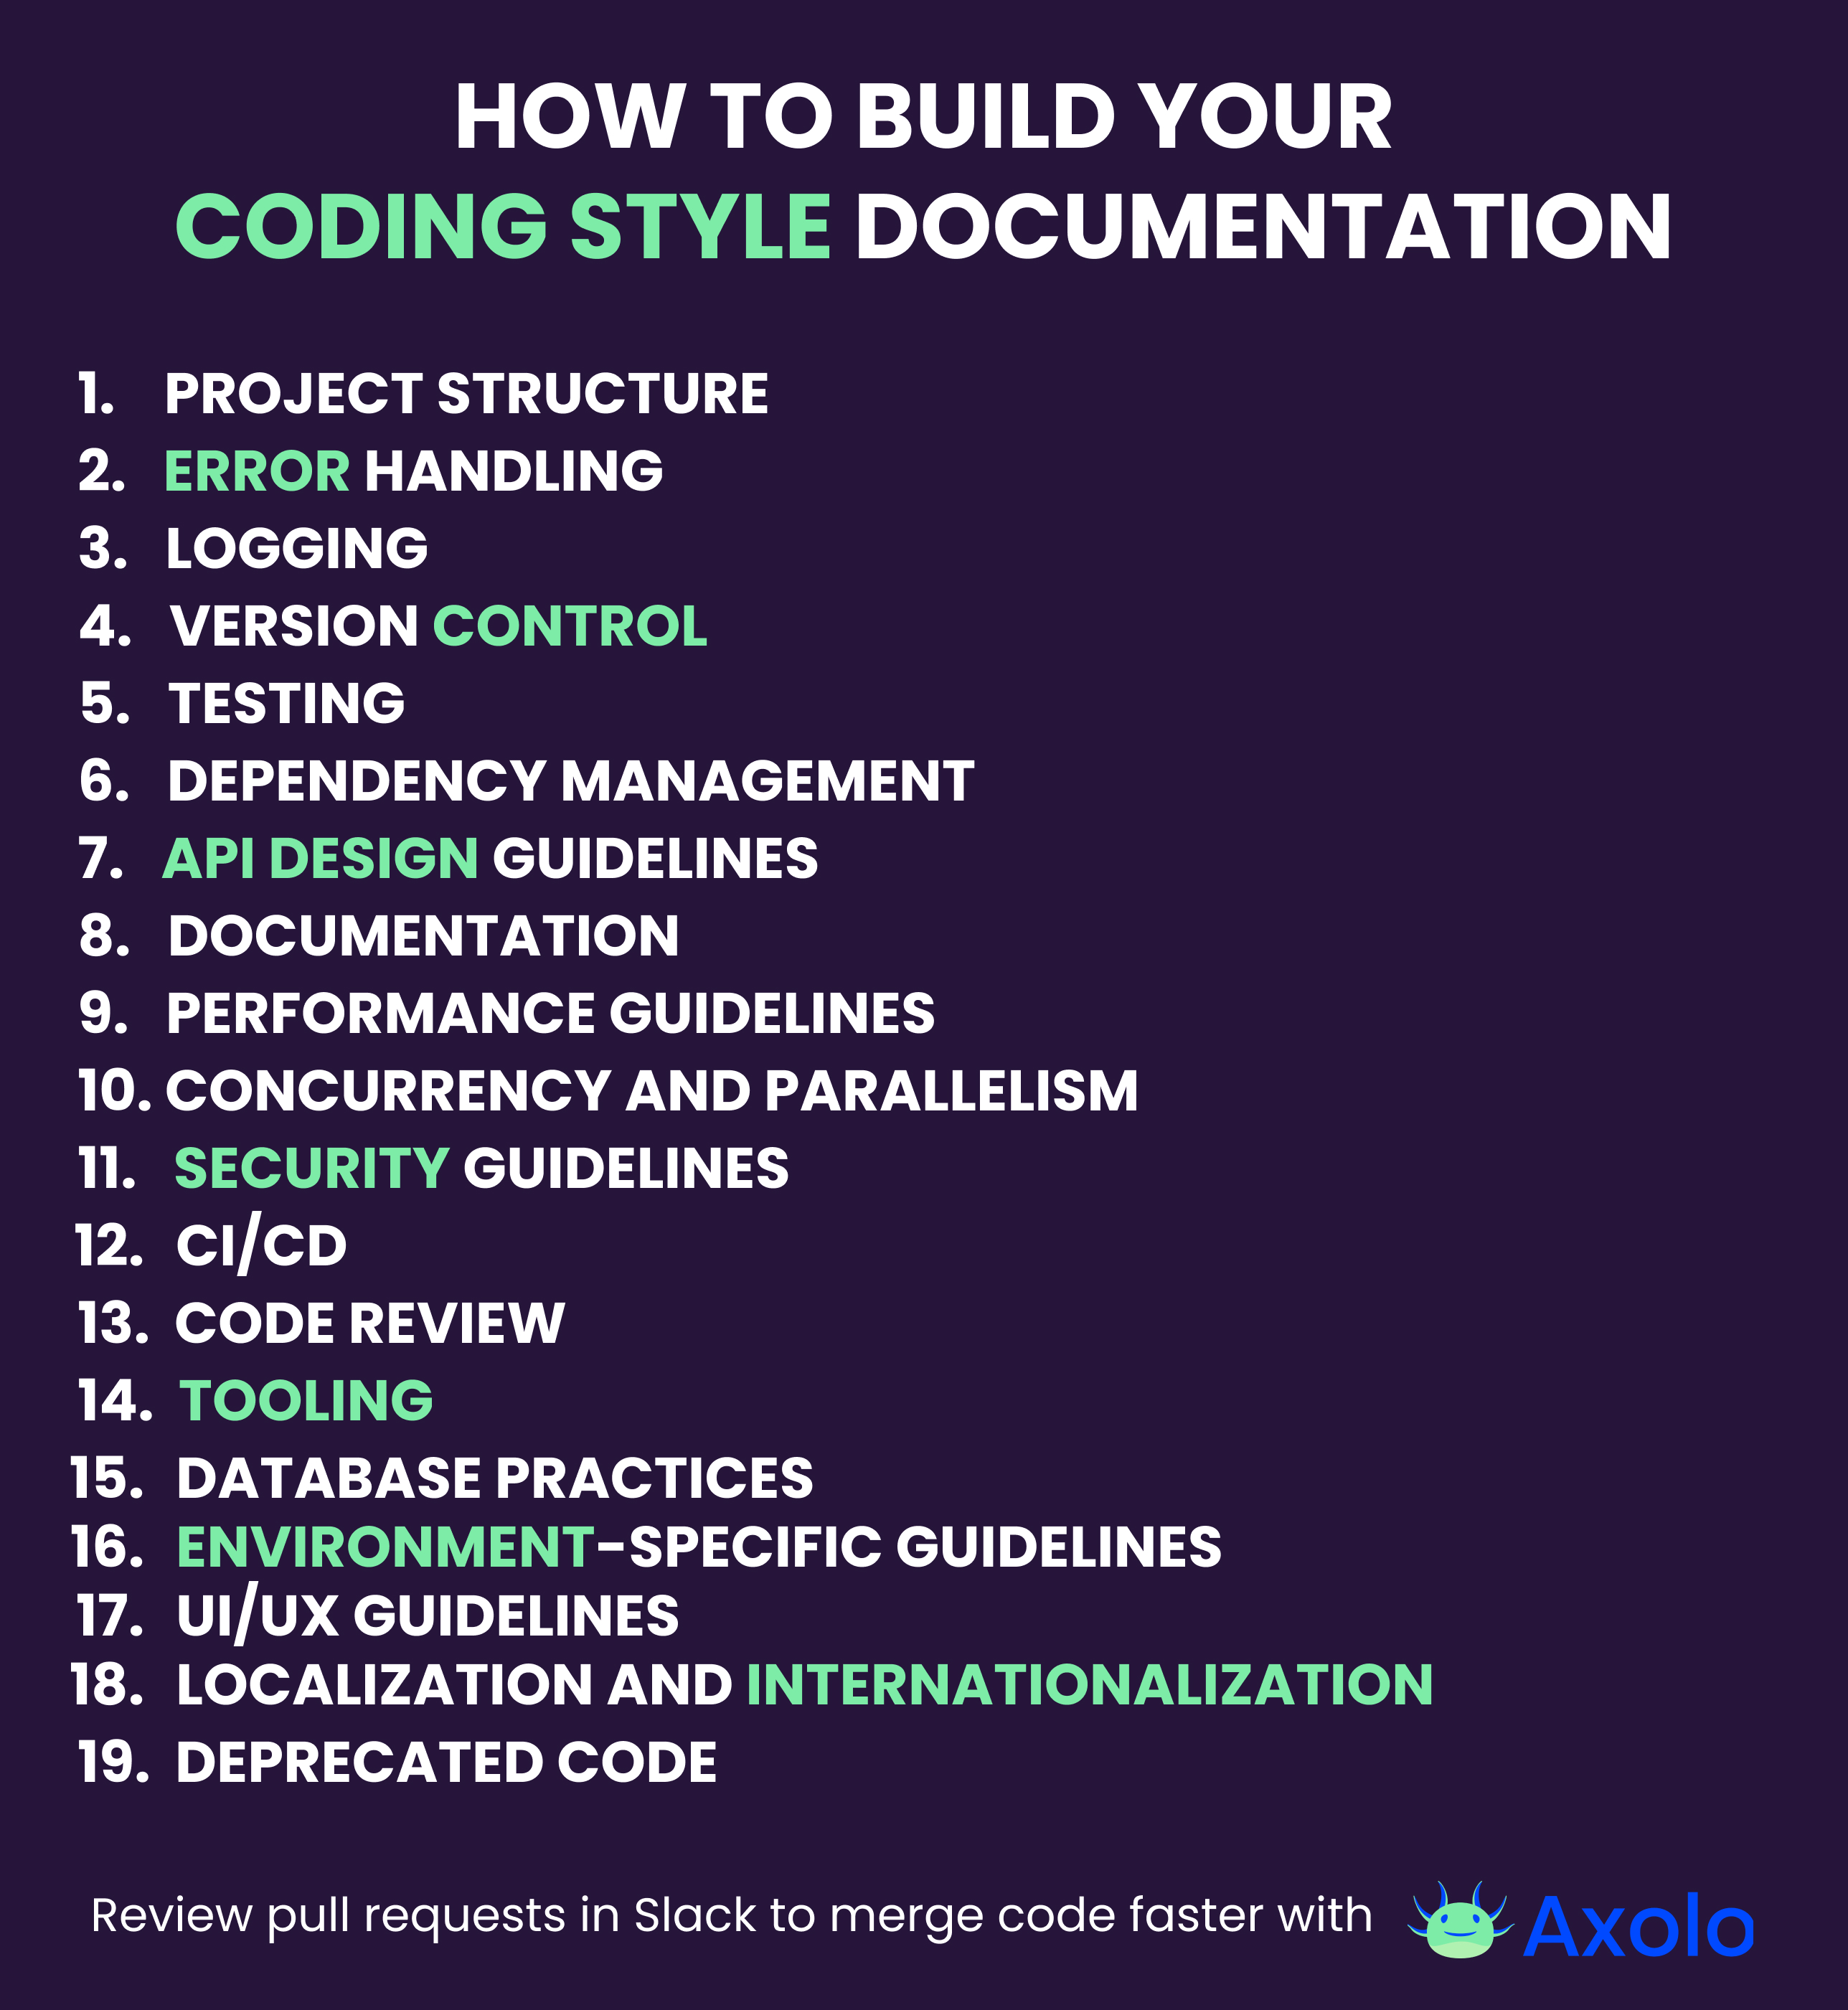 HOW TO BUILD YOUR
CODING STYLE DOCUMENTATION
1. PROJECT STRUCTURE
2. ERROR HANDLING
3. LOGGING
4. VERSION CONTROL
5. TESTING
6. DEPENDENCY MANAGEMENT
7. API DESIGN GUIDELINES
8. DOCUMENTATION
9. PERFORMANCE GUIDELINES
10. CONCURRENCY AND PARALLELISM
11. SECURITY GUIDELINES
12. CI/CD
13. CODE REVIEW
14. TOOLING
15. DATABASE PRACTICES
16. ENVIRONMENT-SPECIFIC GUIDELINES
17. UI/UX GUIDELINES
18. LOCALIZATION AND INTERNATIONALIZATION
19. DEPRECATED CODE
Review pull requests in Slack to merge code faster with Axolo